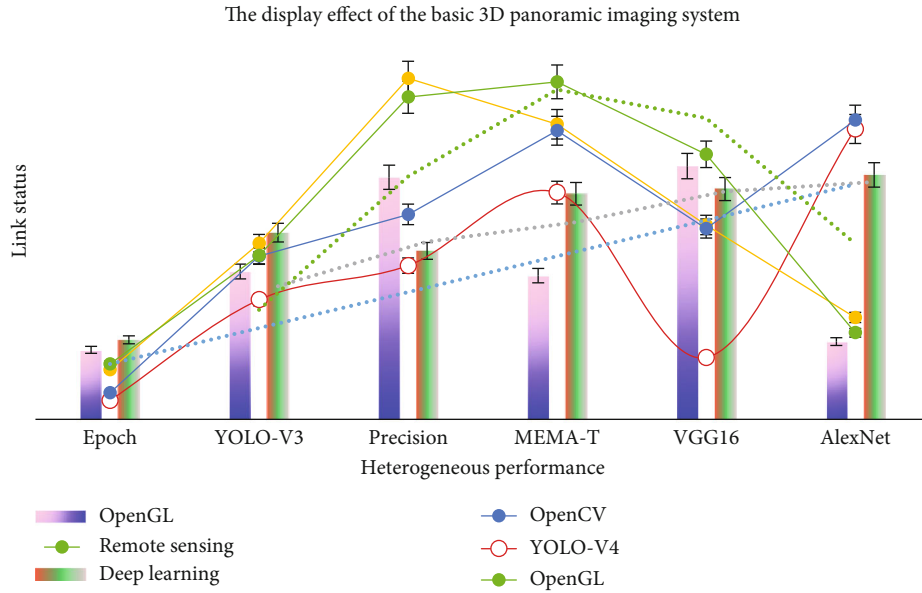 The display effect of the basic 3D panoramic imaging system
Link status
Epoch YOLO-V3 Precision MEMA-T VGG16 AlexNet
Heterogeneous performance
OpenGL
Remote sensing
Deep learning
OpenCV
YOLO-V4
OpenGL